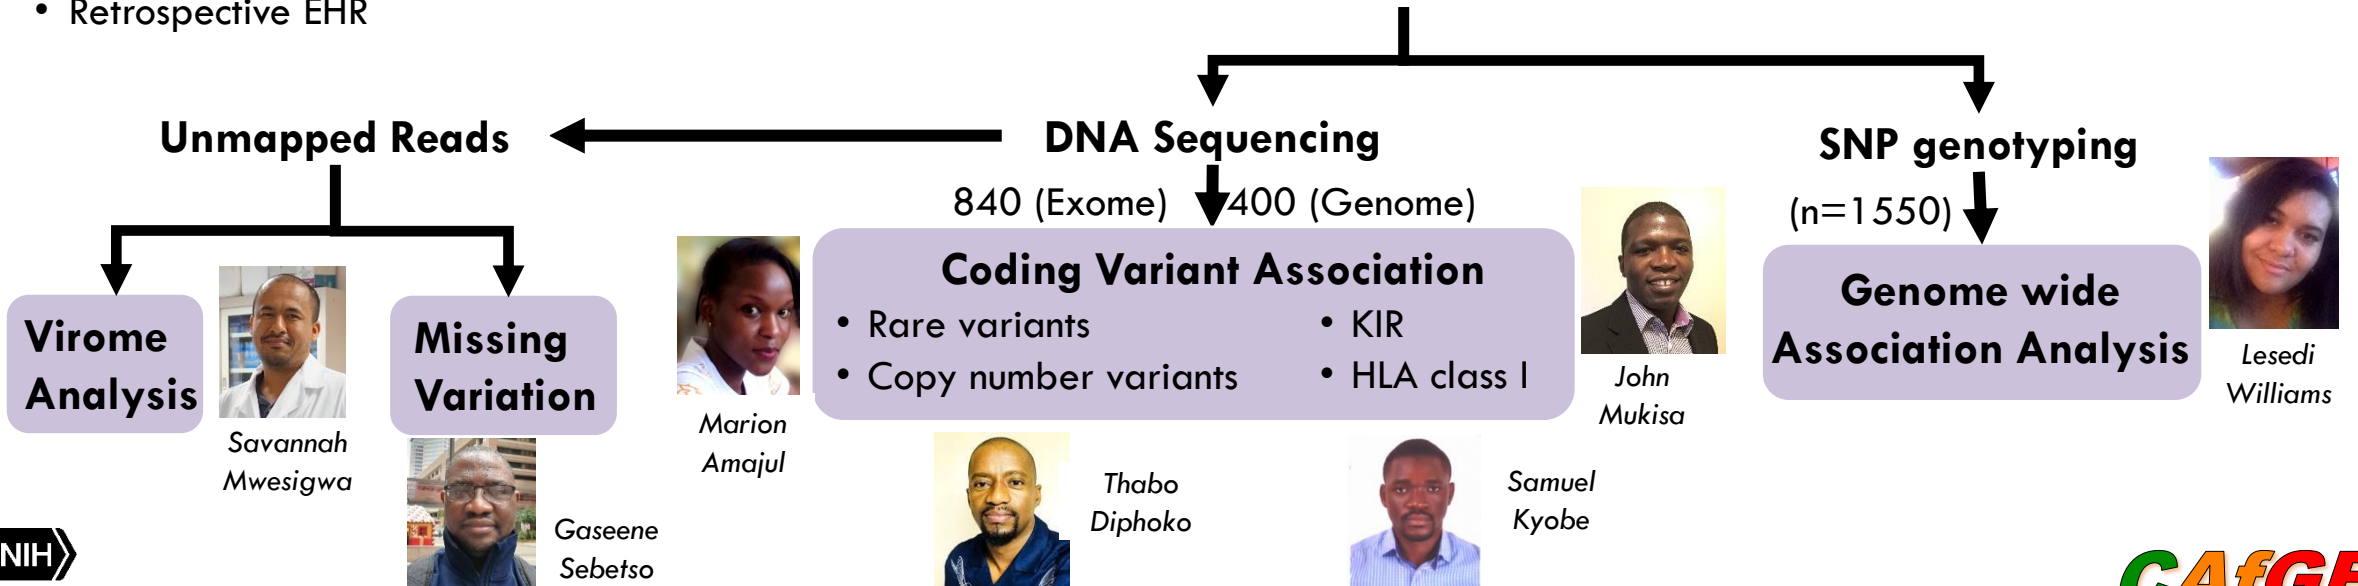 • Retrospective EHR
Unmapped Reads
DNA Sequencing
SNP genotyping
840 (Exome)
400 (Genome)
(n=1550)
Virome
Analysis
Savannah
Mwesigwa
Missing
Variation
Gaseene
Sebetso
Marion
Amajul
Coding Variant Association
• Rare variants
• Copy number variants
• KIR
• HLA class I
Thabo
Diphoko
Samuel
Kyobe
John
Mukisa
Genome wide
Association Analysis
Lesedi
Williams
NIH
CAfGE